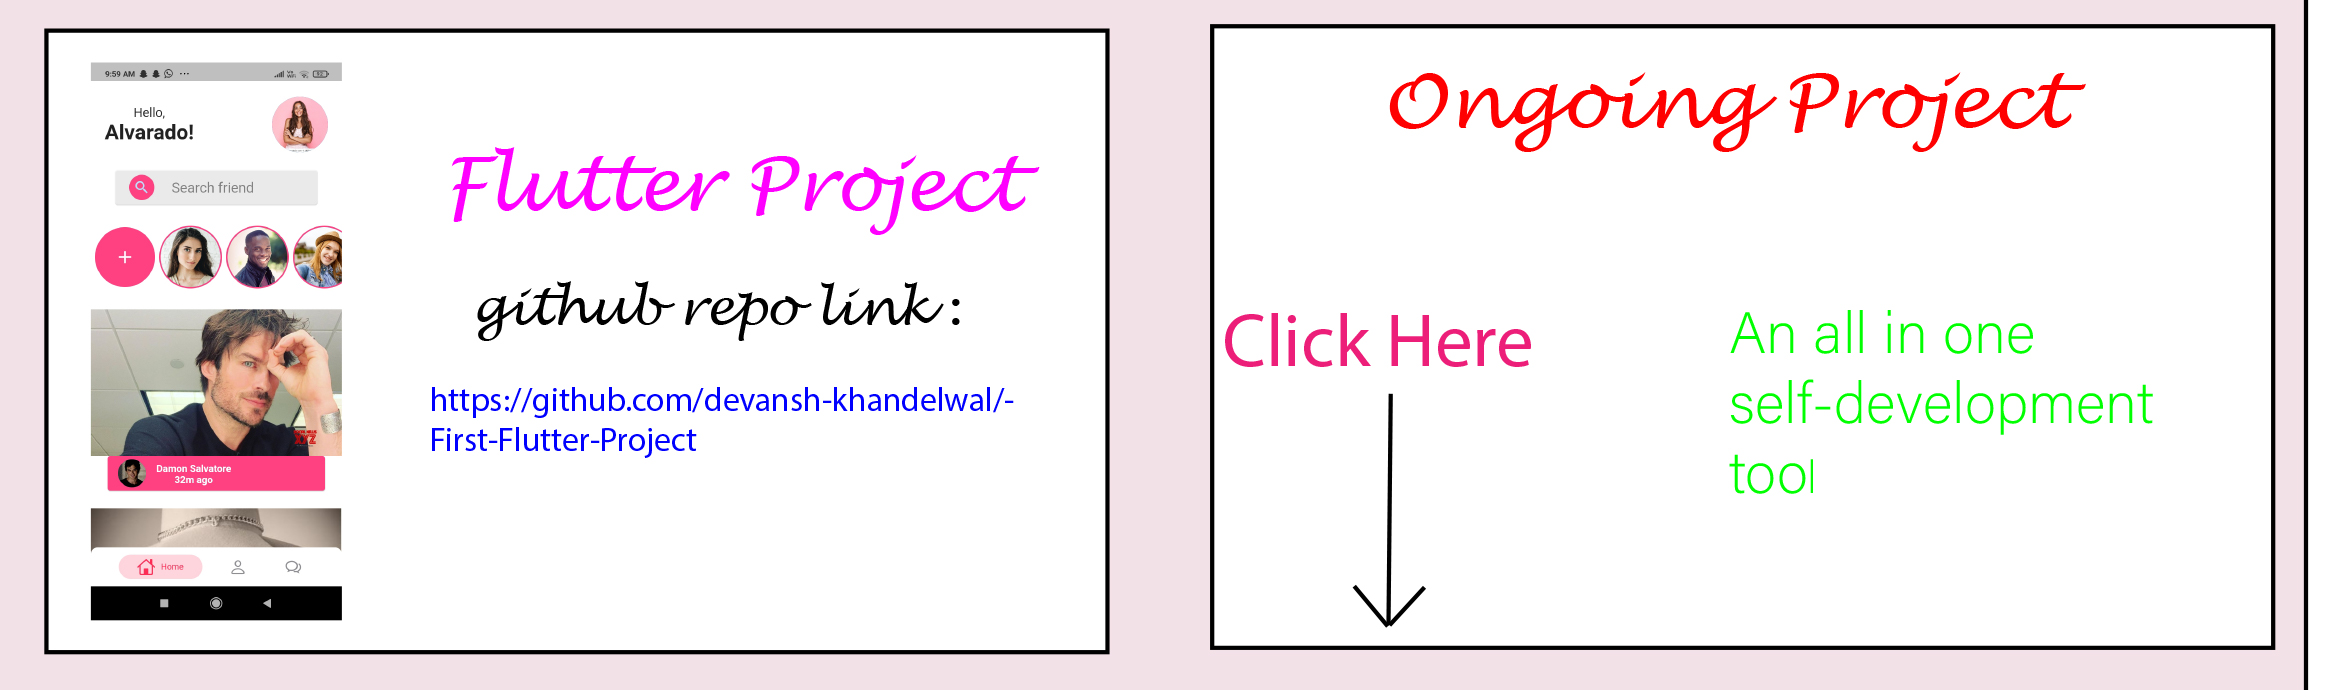 9:59 AM
Hello,
Alvarado!
Search friend
Damon Salvatore
32m ago
Home
Flutter Project
github repo link :
https://github.com/devansh-khandelwal/-
First-Flutter-Project
Ongoing Project
Click Here
An all in one
self-development
tool